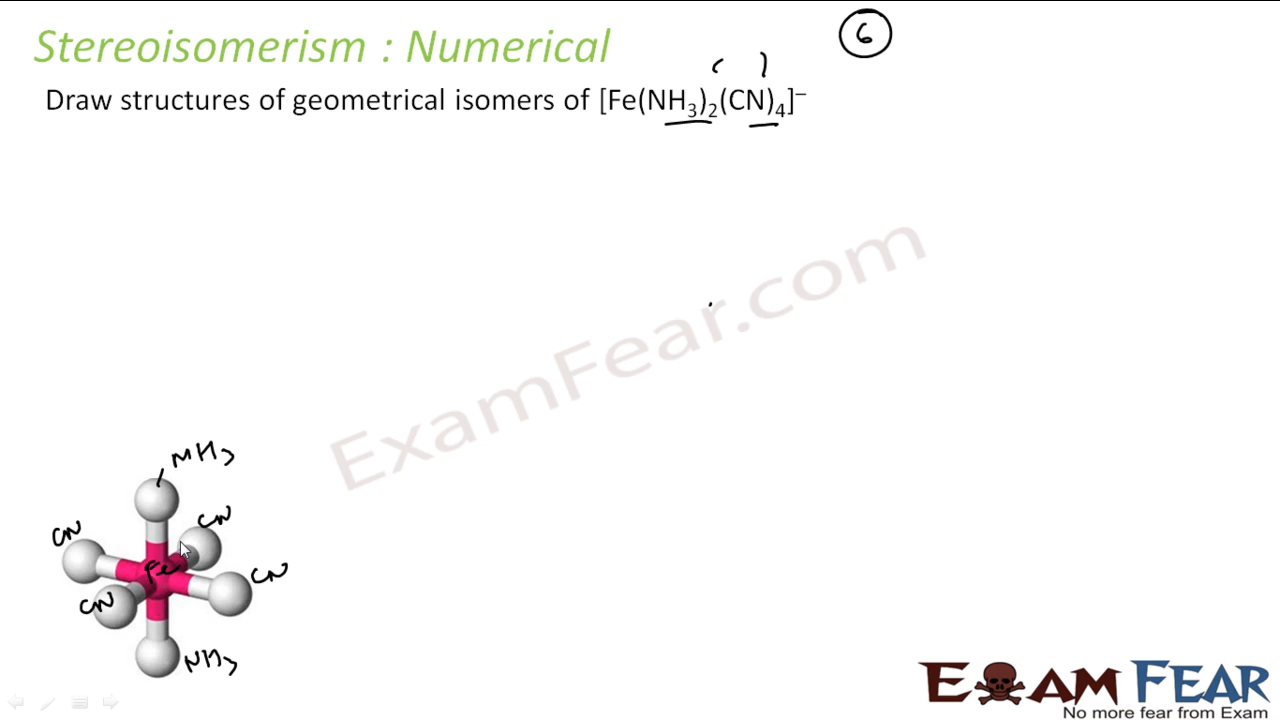 Stereoisomerism : Numerical
6
Draw structures of geometrical isomers of [Fe(NH₃)₂(CN)₄]⁻
ExamFear.com
NH₃
CN
CN
Fe
CN
CN
NH₃
EXAM FEAR
No more fear from Exam